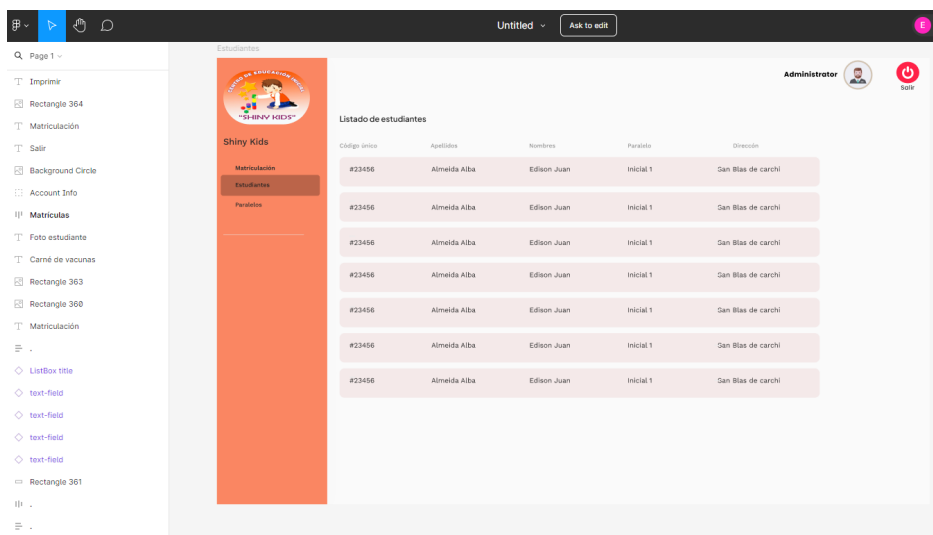 Untitled
Ask to edit
E
Page 1
Imprimir
Rectangle 364
Matriculación
Salir
Background Circle
Account Info
Matriculas
Foto estudiante
Carné de vacunas
Rectangle 363
Rectangle 360
Matriculación
.
ListBox title
text-field
text-field
text-field
text-field
Rectangle 361
.
.
Estudiantes
CENTRO DE EDUCACIÓN INICIAL
"SHINY KIDS"
Shiny Kids
Matriculación
Estudiantes
Paralelos
Administrator
Salir
Listado de estudiantes
Código único Apellidos Nombres Paralelo Dirección
#23456 Almeida Alba Edison Juan Inicial 1 San Blas de carchi
#23456 Almeida Alba Edison Juan Inicial 1 San Blas de carchi
#23456 Almeida Alba Edison Juan Inicial 1 San Blas de carchi
#23456 Almeida Alba Edison Juan Inicial 1 San Blas de carchi
#23456 Almeida Alba Edison Juan Inicial 1 San Blas de carchi
#23456 Almeida Alba Edison Juan Inicial 1 San Blas de carchi
#23456 Almeida Alba Edison Juan Inicial 1 San Blas de carchi